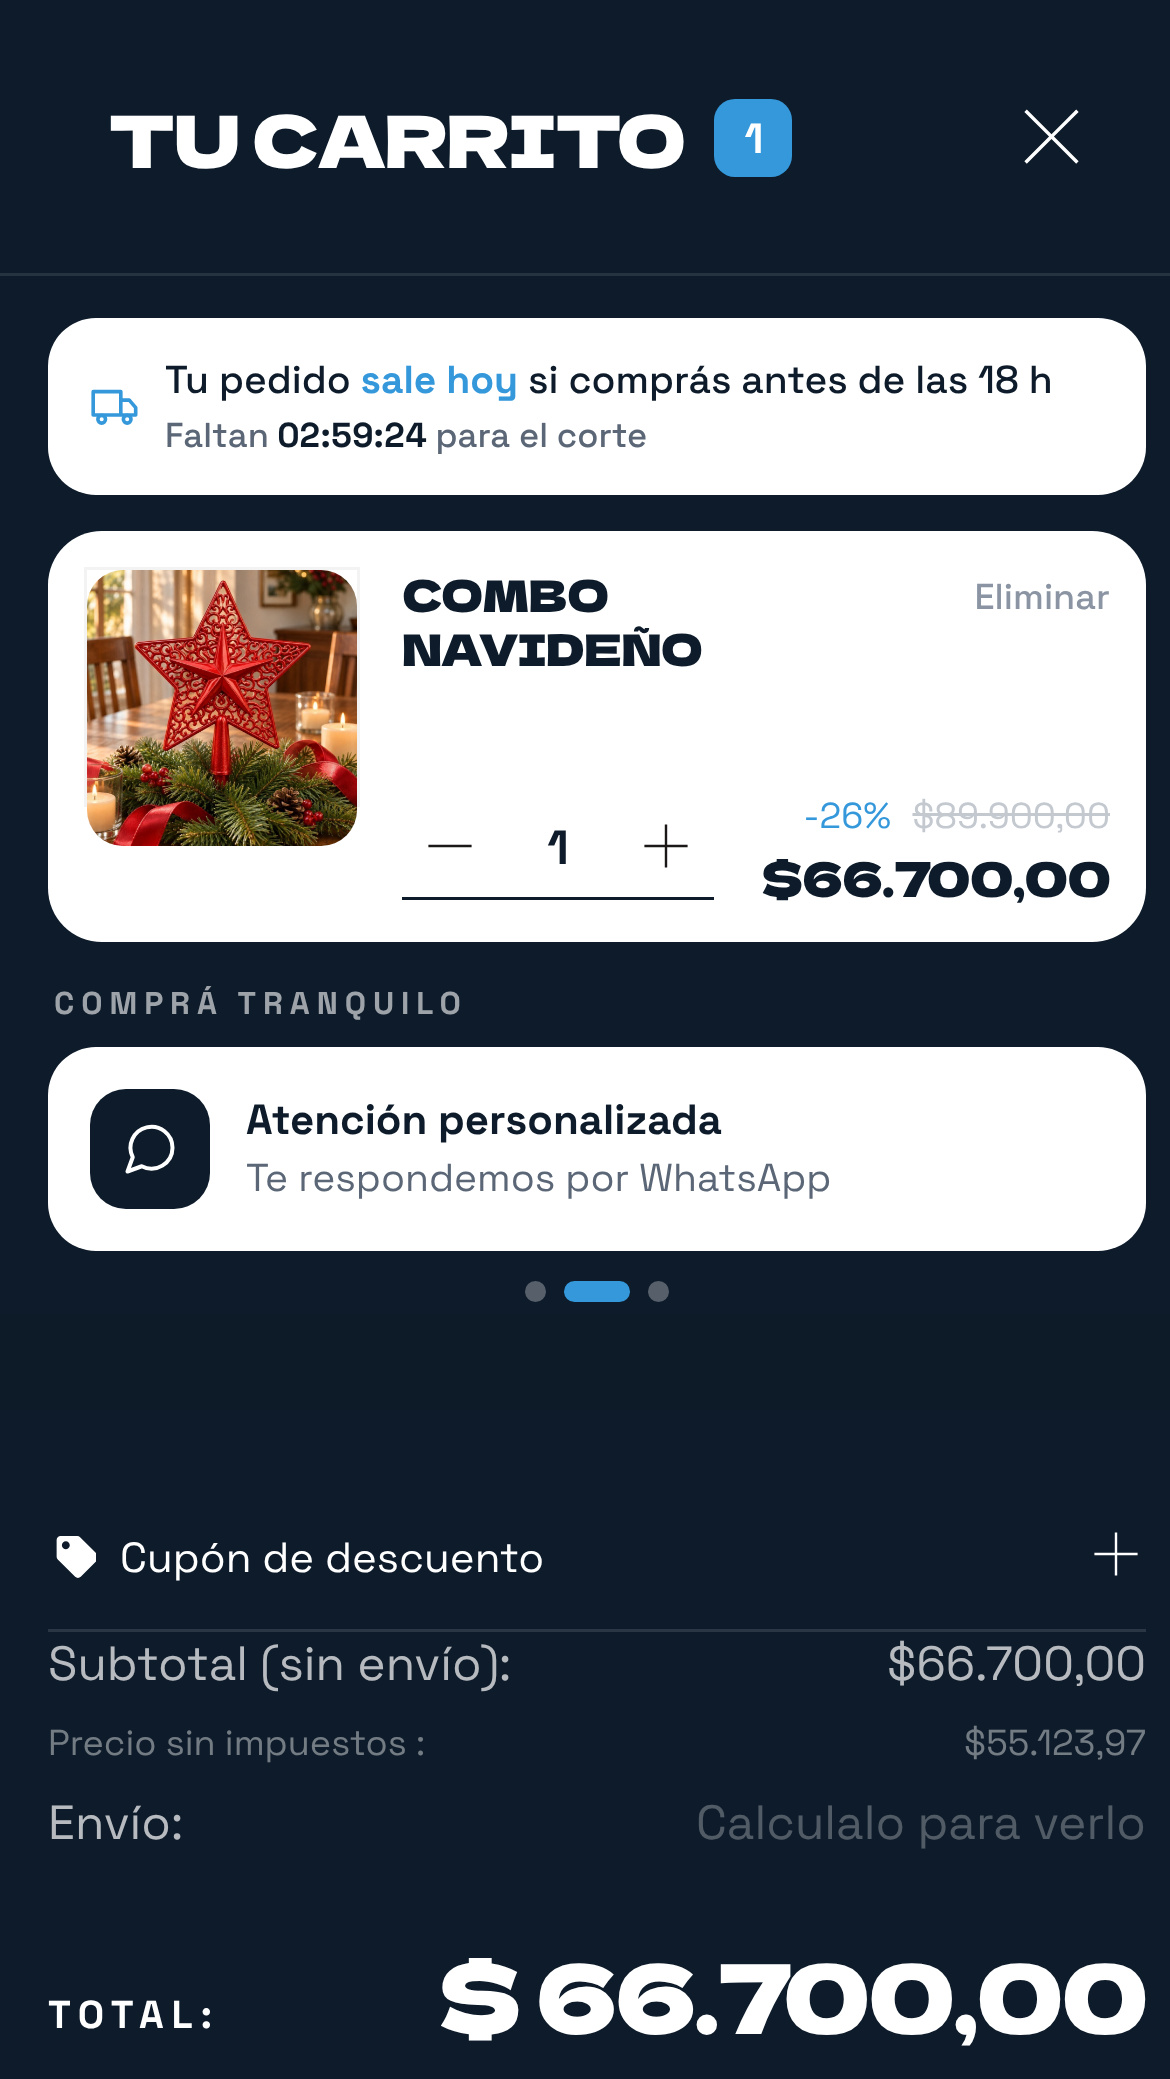 TU CARRITO 1
Tu pedido sale hoy si comprás antes de las 18 h
Faltan 02:59:24 para el corte
COMBO
NAVIDEÑO
Eliminar
-26% $89.900,00
1
$66.700,00
COMPRÁ TRANQUILO
Atención personalizada
Te respondemos por WhatsApp
Cupón de descuento
Subtotal (sin envío): $66.700,00
Precio sin impuestos : $55.123,97
Envío: Calculalo para verlo
TOTAL: $ 66.700,00